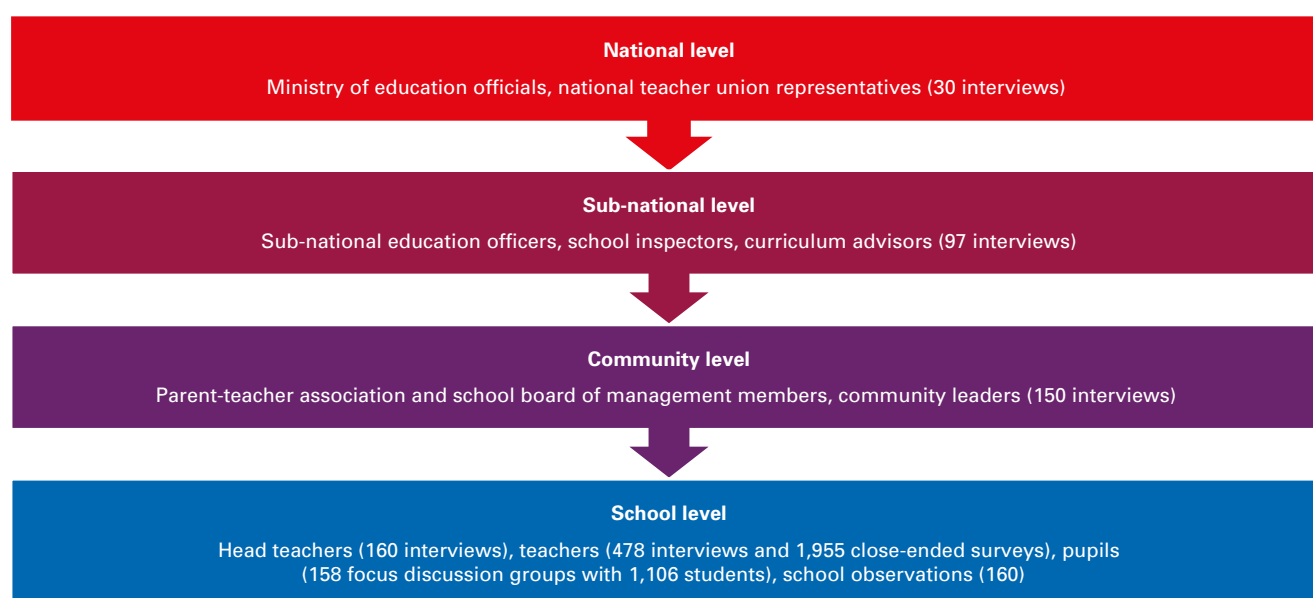 National level
Ministry of education officials, national teacher union representatives (30 interviews)
Sub-national level
Sub-national education officers, school inspectors, curriculum advisors (97 interviews)
Community level
Parent-teacher association and school board of management members, community leaders (150 interviews)
School level
Head teachers (160 interviews), teachers (478 interviews and 1,955 close-ended surveys), pupils
(158 focus discussion groups with 1,106 students), school observations (160)